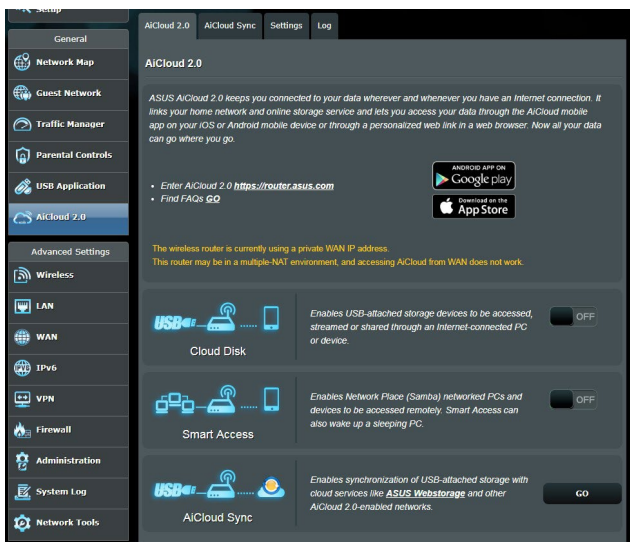 Setup
General
Network Map
Guest Network
Traffic Manager
Parental Controls
USB Application
AiCloud 2.0
Advanced Settings
Wireless
LAN
WAN
IPv6
VPN
Firewall
Administration
System Log
Network Tools
AiCloud 2.0 AiCloud Sync Settings Log
AiCloud 2.0
ASUS AiCloud 2.0 keeps you connected to your data wherever and whenever you have an Internet connection. It
links your home network and online storage service and lets you access your data through the AiCloud mobile
app on your iOS or Android mobile device or through a personalized web link in a web browser. Now all your data
can go where you go.
ANDROID APP ON
Google play
• Enter AiCloud 2.0 https://router.asus.com
• Find FAQs GO
Download on the
App Store
The wireless router is currently using a private WAN IP address.
This router may be in a multiple-NAT environment, and accessing AiCloud from WAN does not work.
USB
Cloud Disk
Enables USB-attached storage devices to be accessed,
streamed or shared through an Internet-connected PC
or device.
OFF
Smart Access
Enables Network Place (Samba) networked PCs and
devices to be accessed remotely. Smart Access can
also wake up a sleeping PC.
OFF
USB
AiCloud Sync
Enables synchronization of USB-attached storage with
cloud services like ASUS Webstorage and other
AiCloud 2.0-enabled networks.
GO